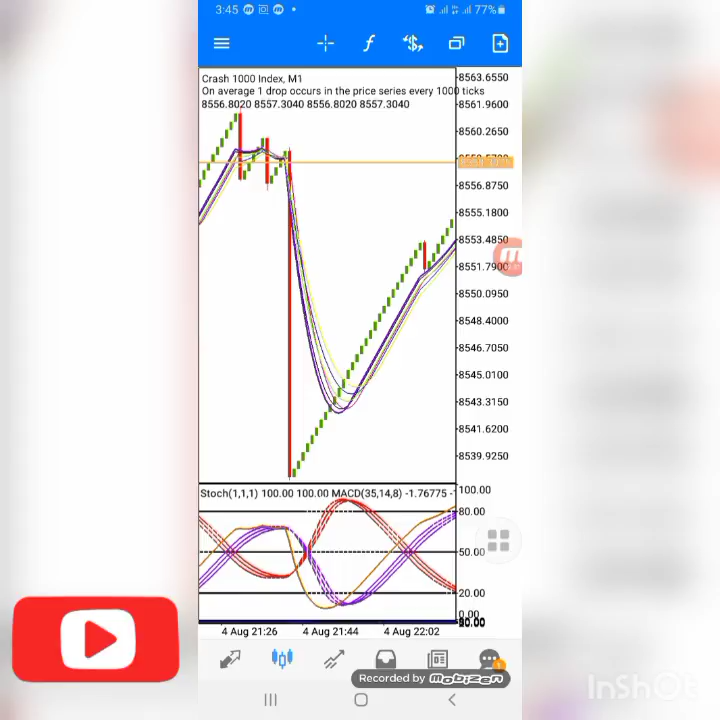 3:45
77%
Crash 1000 Index, M1
On average 1 drop occurs in the price series every 1000 ticks
8556.8020 8557.3040 8556.8020 8557.3040
8563.6550
8561.9600
8560.2650
8556.8750
8555.1800
8553.4850
8551.7900
8550.0950
8548.4000
8546.7050
8545.0100
8543.3150
8541.6200
8539.9250
Stoch(1,1,1) 100.00 100.00 MACD(35,14,8) -1.76775 -
100.00
80.00
50.00
20.00
0.00
4 Aug 21:26
4 Aug 21:44
4 Aug 22:02
1
Recorded by mobizen
InShOt